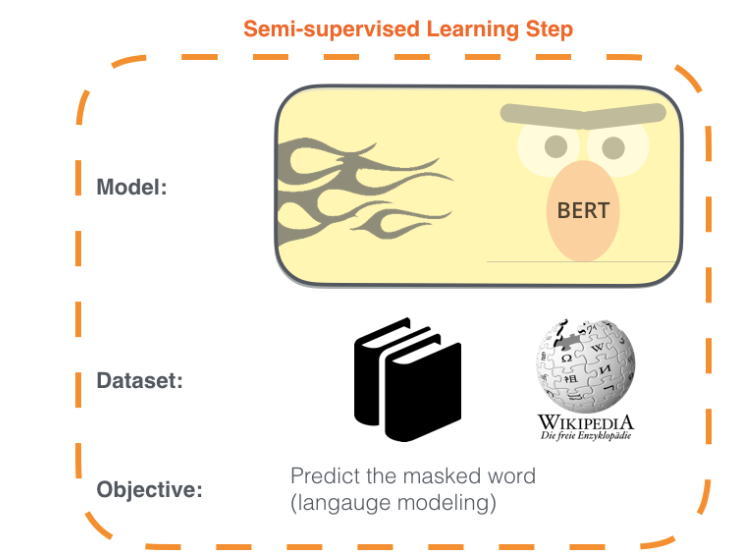 Semi-supervised Learning Step
Model:
BERT
Dataset:
WIKIPEDIA
Die freie Enzyklopädie
Objective:
Predict the masked word
(langauge modeling)